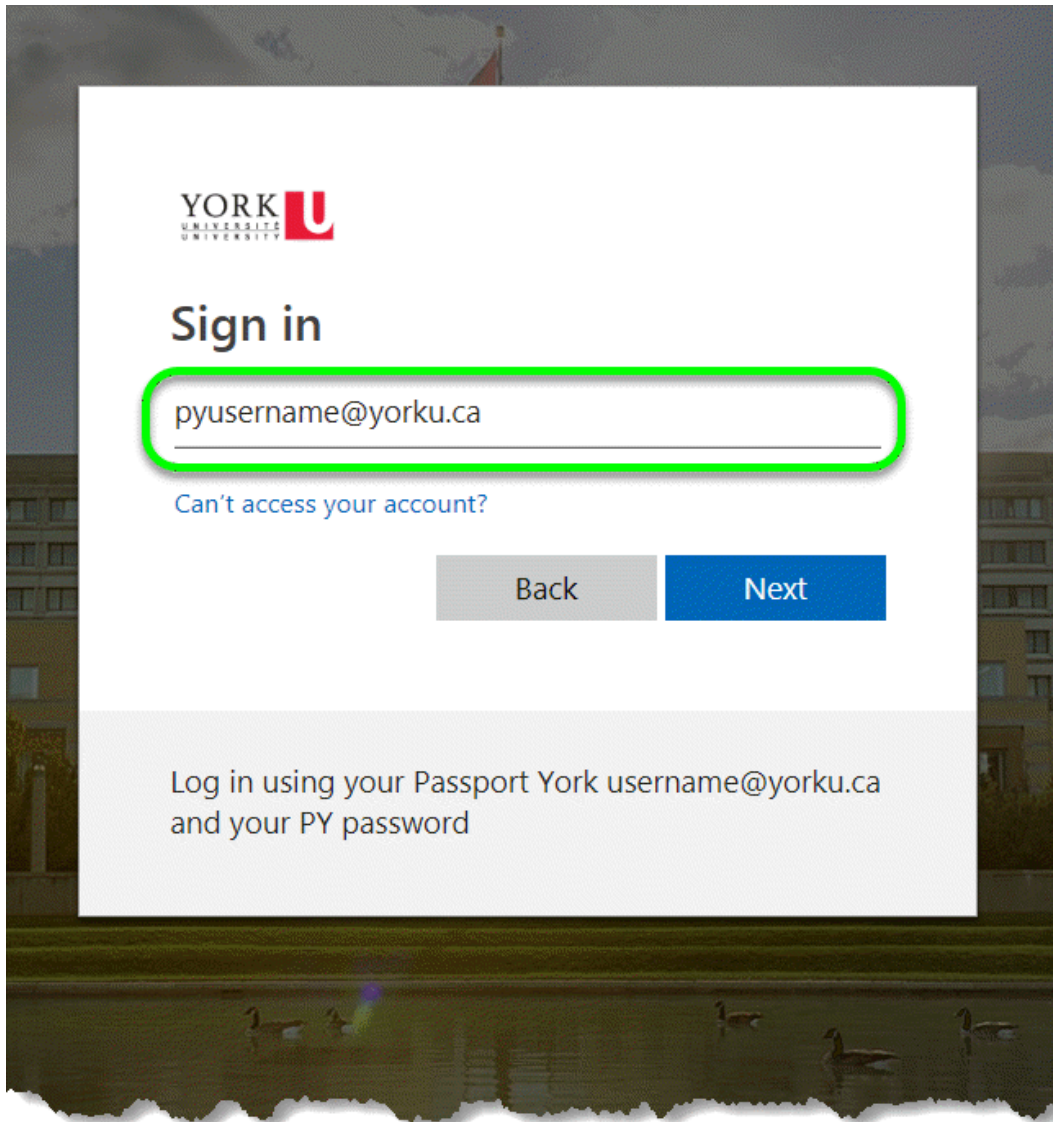 YORK U
UNIVERSITÉ
UNIVERSITY
Sign in
pyusername@yorku.ca
Can't access your account?
Back
Next
Log in using your Passport York username@yorku.ca
and your PY password